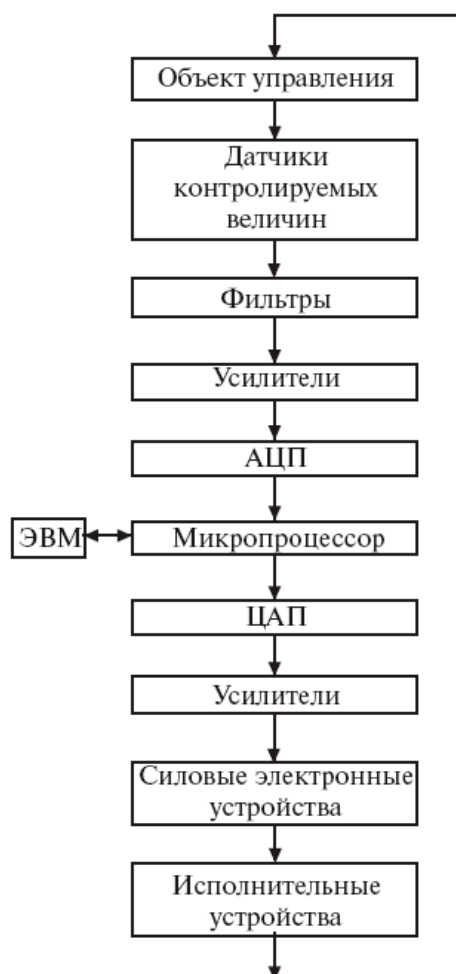 Объект управления
Датчики
контролируемых
величин
Фильтры
Усилители
АЦП
ЭВМ
Микропроцессор
ЦАП
Усилители
Силовые электронные
устройства
Исполнительные
устройства